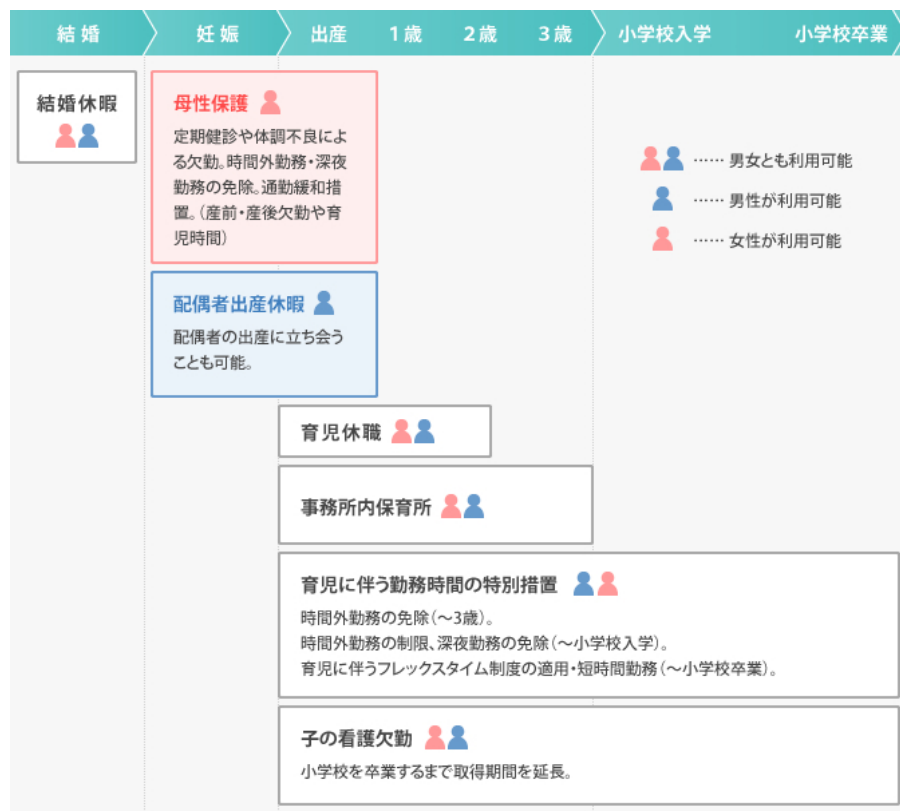 結婚 妊娠 出産 1歳 2歳 3歳 小学校入学 小学校卒業
結婚休暇
母性保護
定期健診や体調不良によ
る欠勤。時間外勤務・深夜
勤務の免除。通勤緩和措
置。(産前・産後欠勤や育
児時間)
…… 男女とも利用可能
…… 男性が利用可能
…… 女性が利用可能
配偶者出産休暇
配偶者の出産に立ち会う
ことも可能。
育児休職
事務所内保育所
育児に伴う勤務時間の特別措置
時間外勤務の免除(～3歳)。
時間外勤務の制限、深夜勤務の免除(～小学校入学)。
育児に伴うフレックスタイム制度の適用・短時間勤務(～小学校卒業)。
子の看護欠勤
小学校を卒業するまで取得期間を延長。